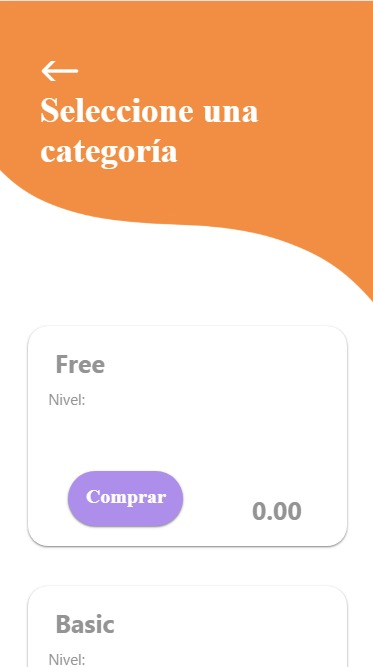 Seleccione una
categoría
Free
Nivel:
Comprar
0.00
Basic
Nivel: